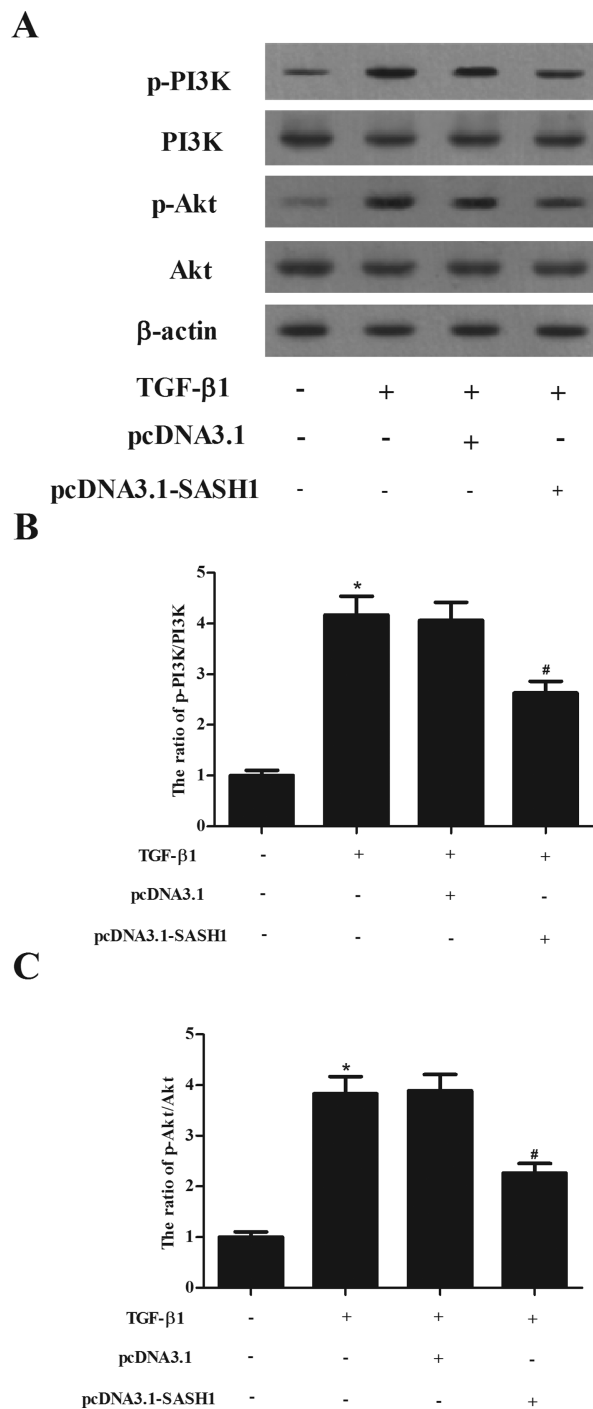 A
p-PI3K
PI3K
p-Akt
Akt
β-actin
TGF-β1 - + + +
pcDNA3.1 - - + -
pcDNA3.1-SASH1 - - - +
B
The ratio of p-PI3K/PI3K
5
4
3
2
1
0
*
#
TGF-β1 - + + +
pcDNA3.1 - - + -
pcDNA3.1-SASH1 - - - +
C
The ratio of p-Akt/Akt
5
4
3
2
1
0
*
#
TGF-β1 - + + +
pcDNA3.1 - - + -
pcDNA3.1-SASH1 - - - +